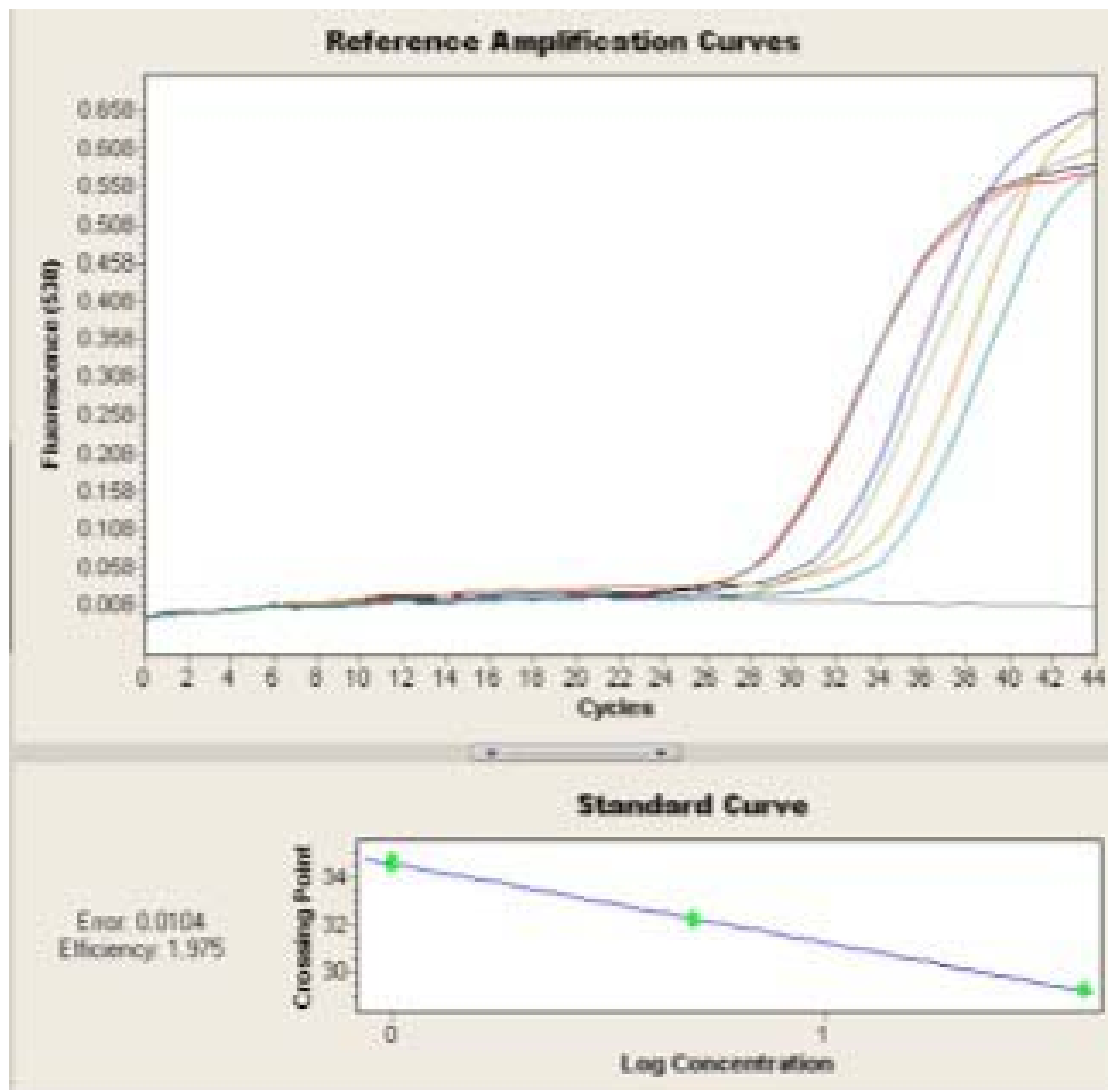 Reference Amplification Curves
Fluorescence (530)
0.658
0.608
0.558
0.508
0.458
0.408
0.358
0.308
0.258
0.208
0.158
0.108
0.058
0.008
0 2 4 6 8 10 12 14 16 18 20 22 24 26 28 30 32 34 36 38 40 42 44
Cycles
Standard Curve
Crossing Point
34
32
30
Error: 0.0104
Efficiency: 1.975
0 1
Log Concentration